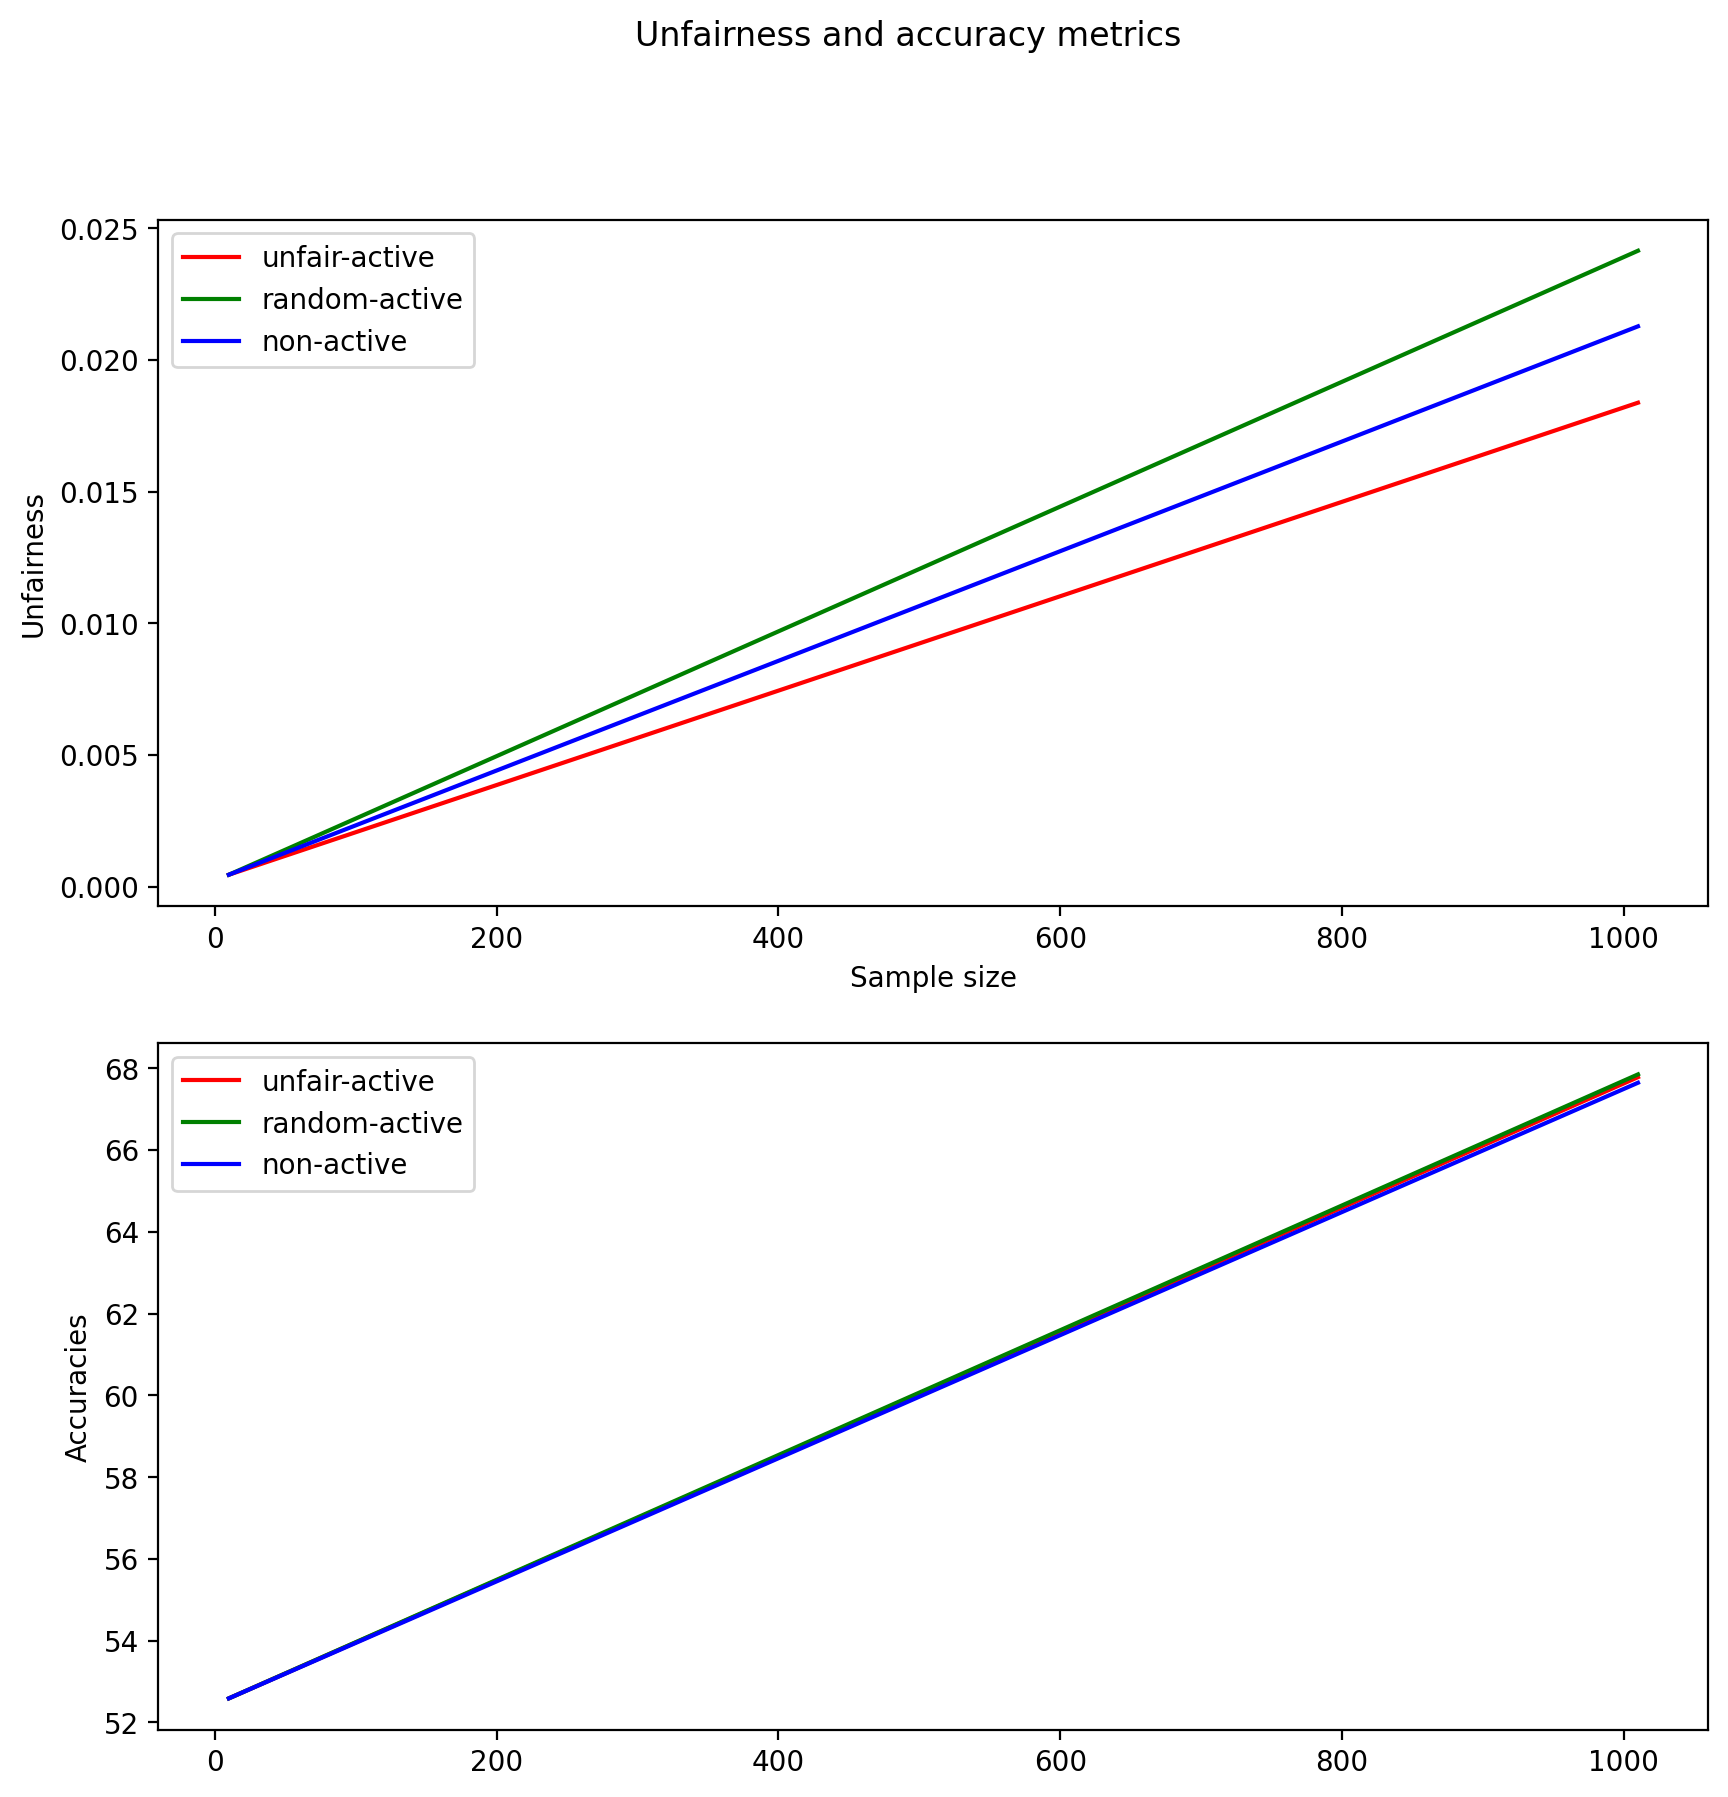 Unfairness and accuracy metrics
0.025
0.020
0.015
0.010
0.005
0.000
Unfairness
unfair-active
random-active
non-active
0 200 400 600 800 1000
Sample size
68
66
64
62
60
58
56
54
52
Accuracies
unfair-active
random-active
non-active
0 200 400 600 800 1000